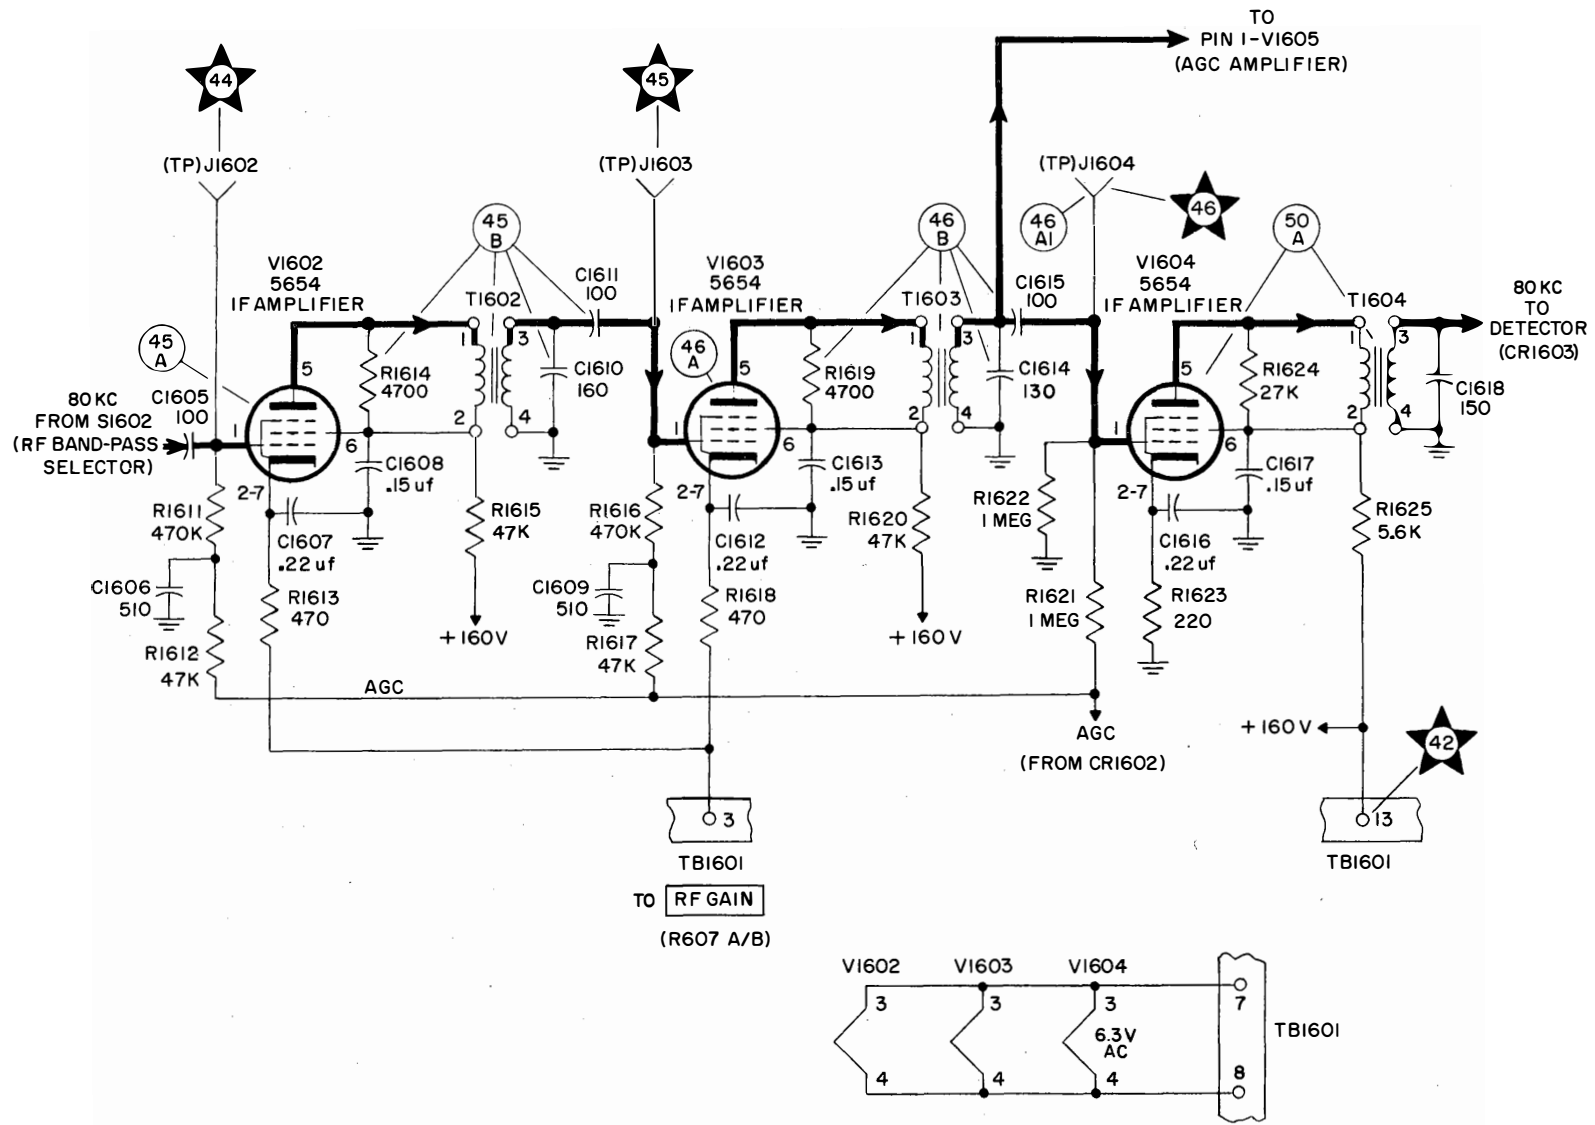 TO
PIN 1-V1605
(AGC AMPLIFIER)
44
45
(TP)J1602
(TP)J1603
(TP)J1604
46
45
B
46
B
46
A1
50
A
V1602
5654
IF AMPLIFIER
T1602
C1611
100
V1603
5654
IF AMPLIFIER
T1603
C1615
100
V1604
5654
IF AMPLIFIER
T1604
80 KC
TO
DETECTOR
(CR1603)
45
A
46
A
1
3
1
3
1
3
5
5
5
R1614
4700
C1610
160
R1619
4700
C1614
130
R1624
27K
C1618
150
80 KC
FROM S1602
(RF BAND-PASS
SELECTOR)
C1605
100
1
6
2
4
1
6
2
4
1
6
2
4
2-7
2-7
2-7
C1608
.15 uf
C1613
.15 uf
C1617
.15 uf
R1611
470K
R1615
47K
R1616
470K
R1620
47K
R1622
1 MEG
R1625
5.6K
C1607
.22 uf
C1612
.22 uf
C1616
.22 uf
C1606
510
R1613
470
C1609
510
R1618
470
R1621
1 MEG
R1623
220
+160V
+160V
R1612
47K
R1617
47K
AGC
AGC
(FROM CR1602)
+160V
42
3
13
TB1601
TB1601
TO RF GAIN
(R607 A/B)
V1602
V1603
V1604
3
3
3
7
6.3V
AC
TB1601
4
4
4
8